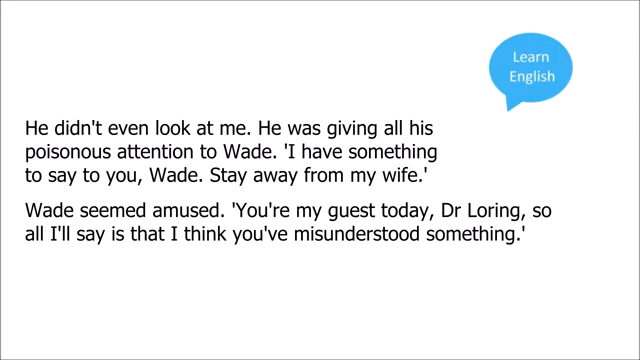 Learn
English
He didn't even look at me. He was giving all his
poisonous attention to Wade. 'I have something
to say to you, Wade. Stay away from my wife.'
Wade seemed amused. 'You're my guest today, Dr Loring, so
all I'll say is that I think you've misunderstood something.'